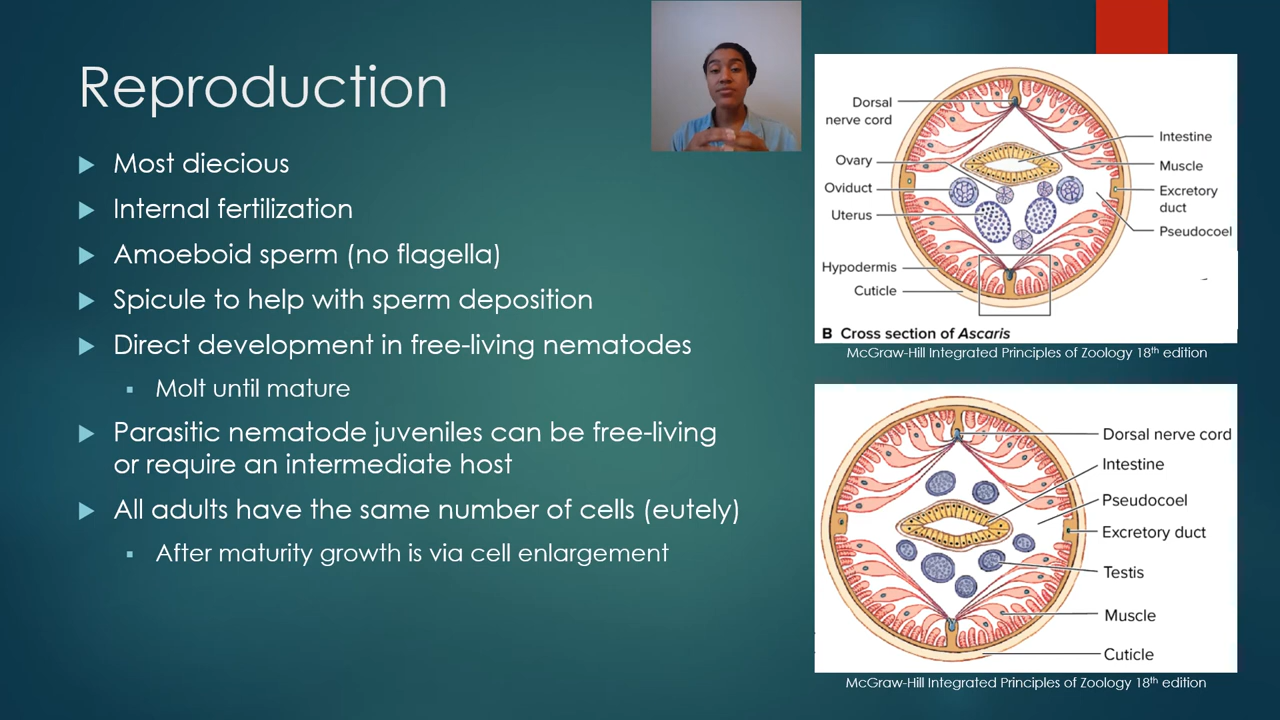 Reproduction
Most diecious
Internal fertilization
Amoeboid sperm (no flagella)
Spicule to help with sperm deposition
Direct development in free-living nematodes
Molt until mature
Parasitic nematode juveniles can be free-living
or require an intermediate host
All adults have the same number of cells (eutely)
After maturity growth is via cell enlargement
Dorsal
nerve cord
Ovary
Oviduct
Uterus
Hypodermis
Cuticle
Intestine
Muscle
Excretory
duct
Pseudocoel
B Cross section of Ascaris
McGraw-Hill Integrated Principles of Zoology 18th edition
Dorsal nerve cord
Intestine
Pseudocoel
Excretory duct
Testis
Muscle
Cuticle
McGraw-Hill Integrated Principles of Zoology 18th edition